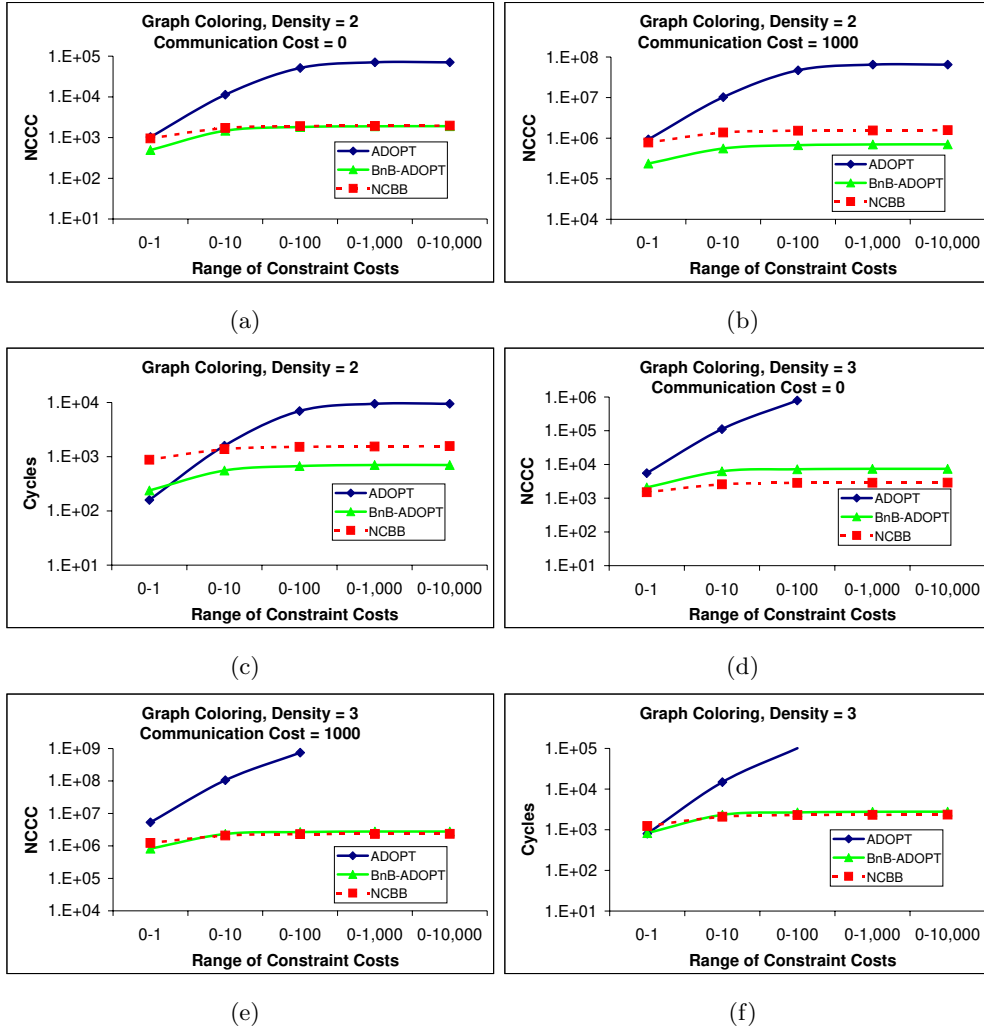 Graph Coloring, Density = 2
Communication Cost = 0
1.E+05
1.E+04
1.E+03
1.E+02
1.E+01
NCCC
ADOPT
BnB-ADOPT
NCBB
0-1 0-10 0-100 0-1,000 0-10,000
Range of Constraint Costs
(a)
Graph Coloring, Density = 2
Communication Cost = 1000
1.E+08
1.E+07
1.E+06
1.E+05
1.E+04
NCCC
ADOPT
BnB-ADOPT
NCBB
0-1 0-10 0-100 0-1,000 0-10,000
Range of Constraint Costs
(b)
Graph Coloring, Density = 2
1.E+04
1.E+03
1.E+02
1.E+01
Cycles
ADOPT
BnB-ADOPT
NCBB
0-1 0-10 0-100 0-1,000 0-10,000
Range of Constraint Costs
(c)
Graph Coloring, Density = 3
Communication Cost = 0
1.E+06
1.E+05
1.E+04
1.E+03
1.E+02
1.E+01
NCCC
ADOPT
BnB-ADOPT
NCBB
0-1 0-10 0-100 0-1,000 0-10,000
Range of Constraint Costs
(d)
Graph Coloring, Density = 3
Communication Cost = 1000
1.E+09
1.E+08
1.E+07
1.E+06
1.E+05
1.E+04
NCCC
ADOPT
BnB-ADOPT
NCBB
0-1 0-10 0-100 0-1,000 0-10,000
Range of Constraint Costs
(e)
Graph Coloring, Density = 3
1.E+05
1.E+04
1.E+03
1.E+02
1.E+01
Cycles
ADOPT
BnB-ADOPT
NCBB
0-1 0-10 0-100 0-1,000 0-10,000
Range of Constraint Costs
(f)